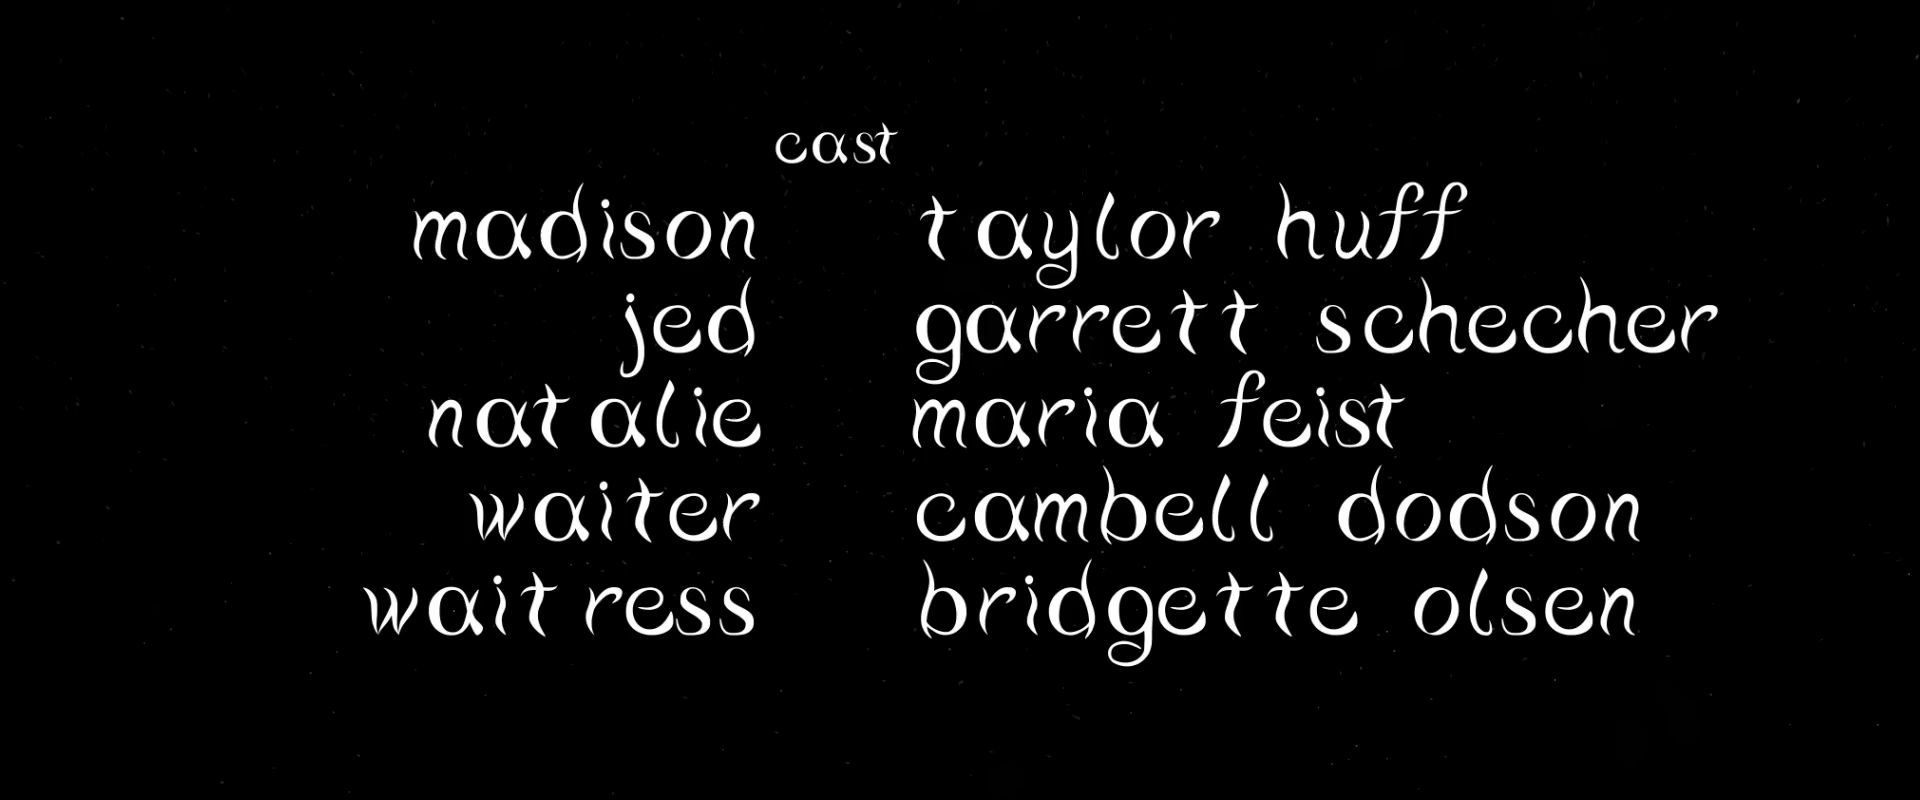 cast
madison taylor huff
jed garrett schecher
natalie maria feist
waiter cambell dodson
waitress bridgette olsen